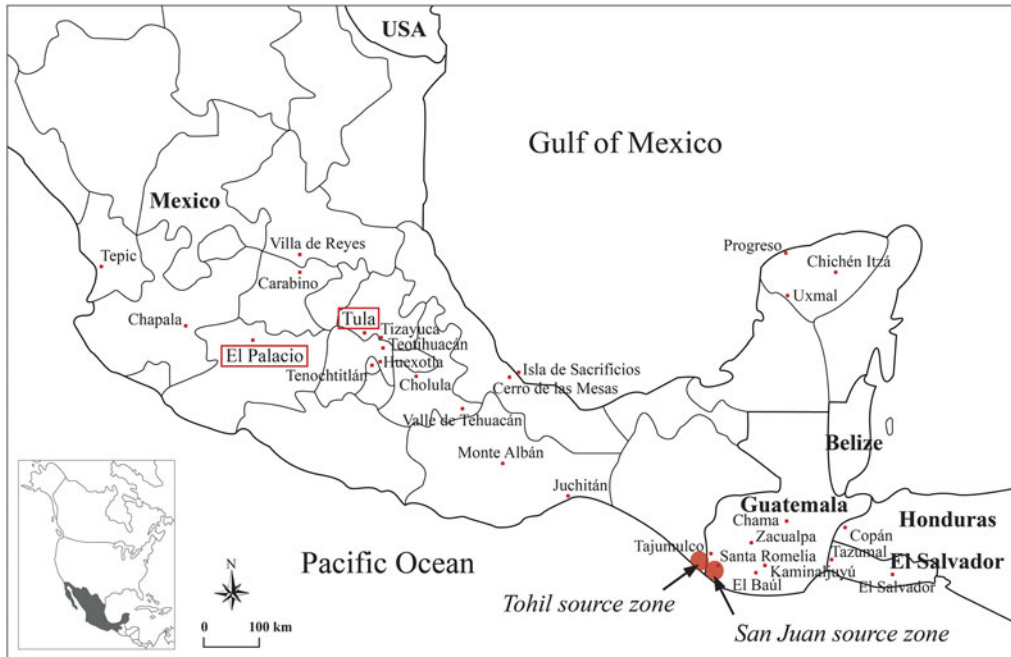 USA
Gulf of Mexico
Mexico
Villa de Reyes
Progreso
Tepic
Chichén Itzá
Carabino
Uxmal
Chapala
Tula
Tizayuca
Teotihuacán
El Palacio
Huexotla
Tenochtitlán
Isla de Sacrificios
Cholula
Cerro de las Mesas
Valle de Tehuacán
Belize
Monte Albán
Juchitán
Guatemala
Chama
Honduras
Zacualpa
Copán
Tajumulco
Pacific Ocean
Santa Romelia
Tazumal
El Salvador
Kaminaljuyú
El Baúl
El Salvador
Tohil source zone
N
San Juan source zone
0 100 km